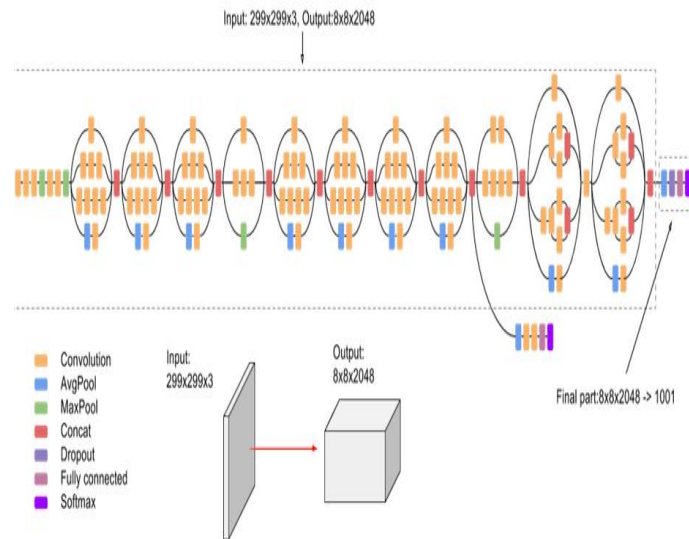 Input: 299x299x3, Output:8x8x2048
Convolution
AvgPool
MaxPool
Concat
Dropout
Fully connected
Softmax
Input:
299x299x3
Output:
8x8x2048
Final part:8x8x2048 -> 1001